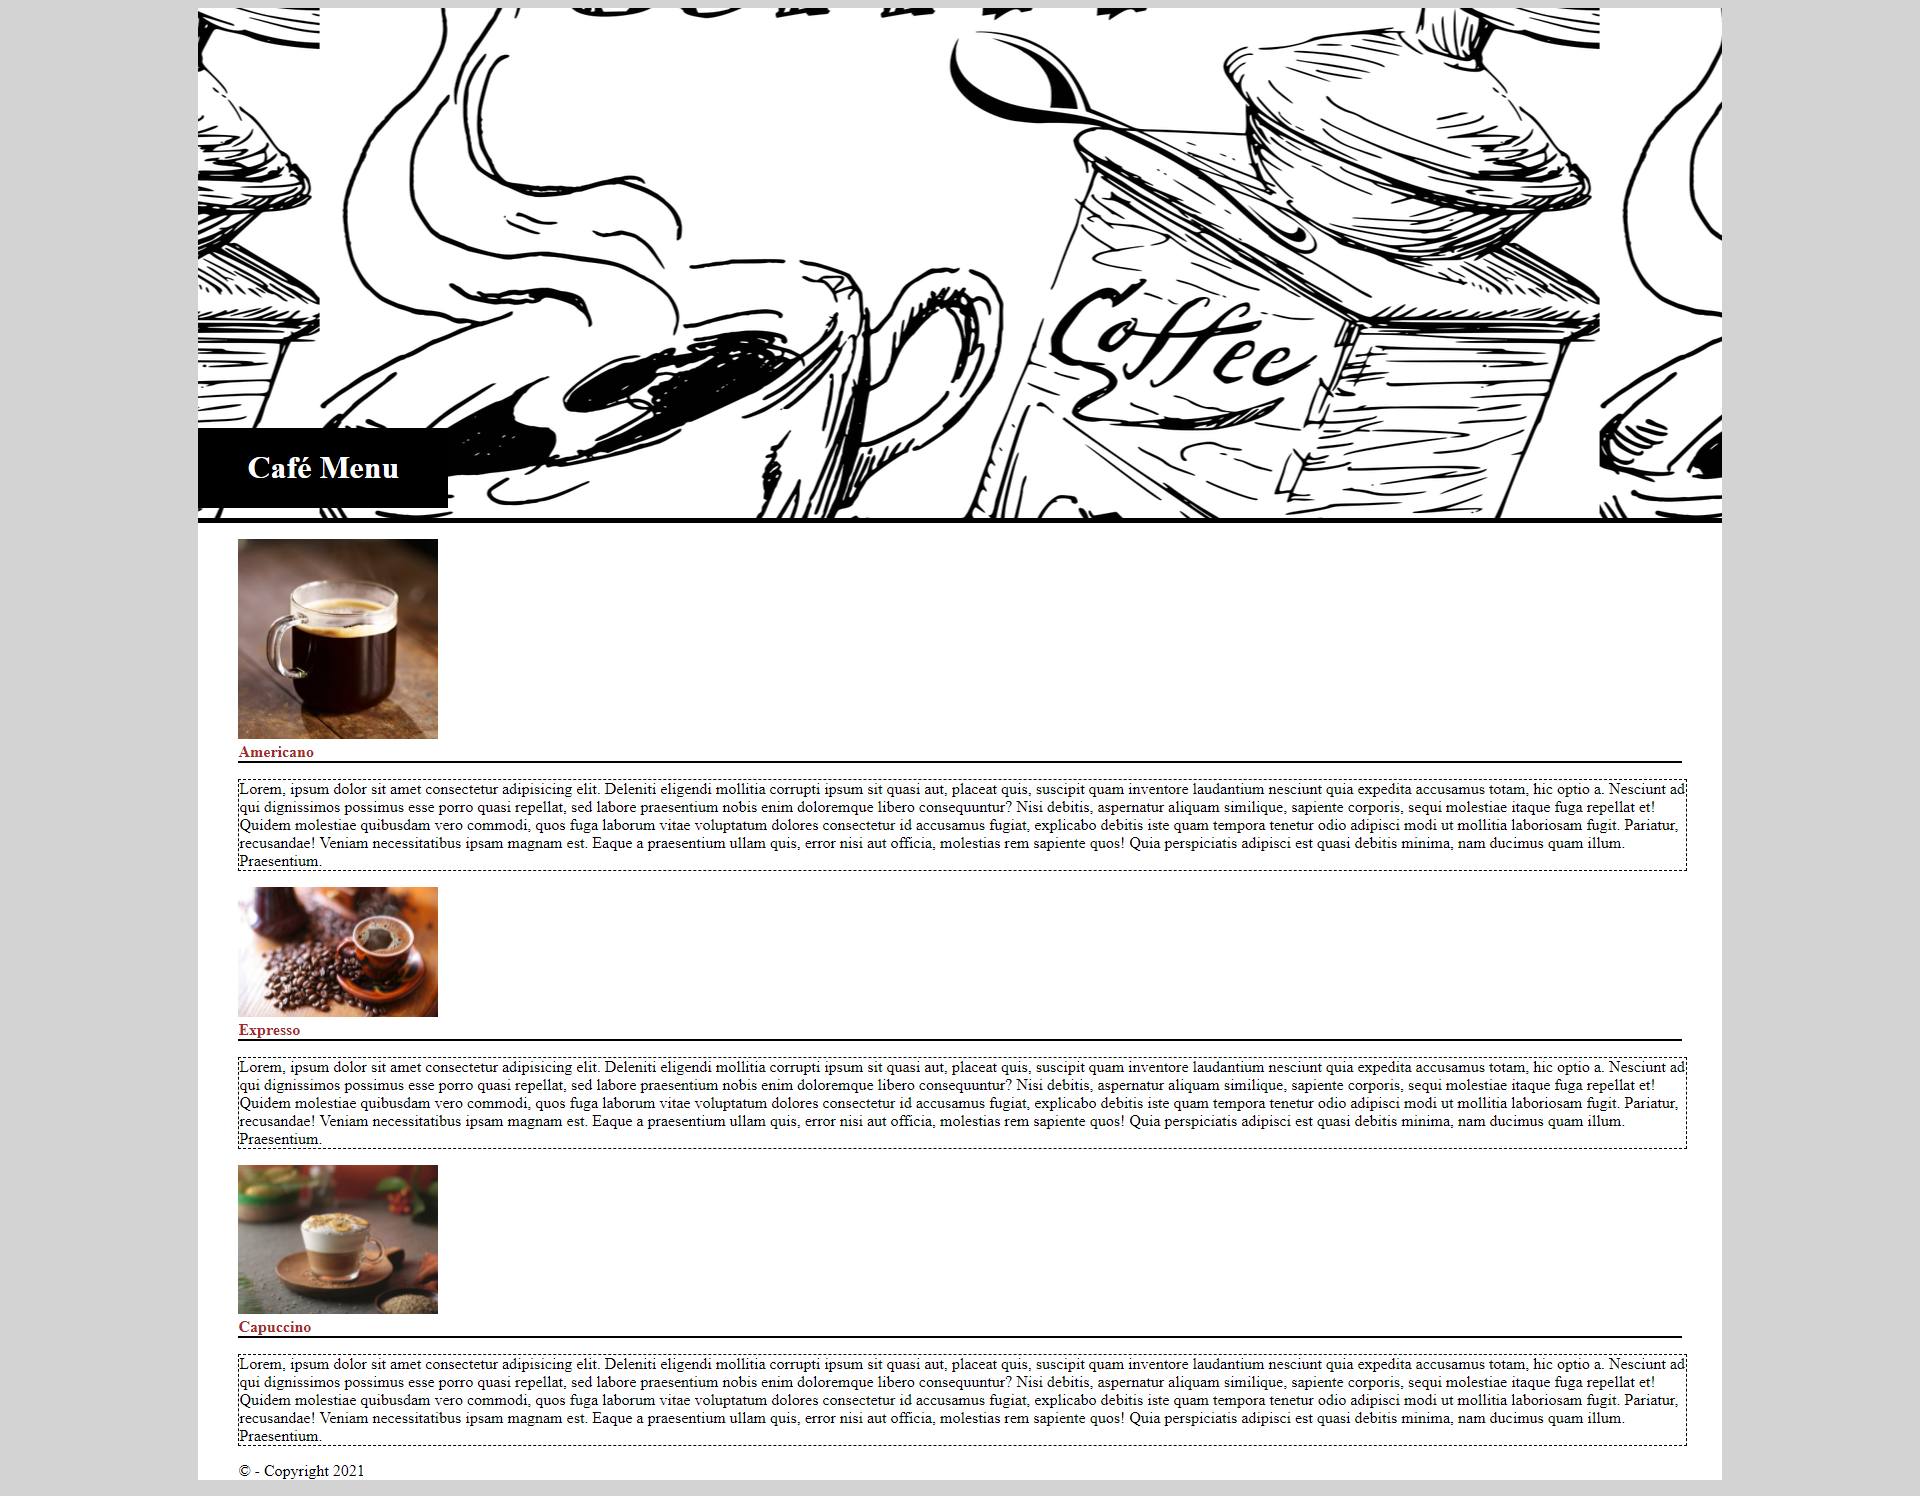 Coffee
Café Menu
Americano
Lorem, ipsum dolor sit amet consectetur adipisicing elit. Deleniti eligendi mollitia corrupti ipsum sit quasi aut, placeat quis, suscipit quam inventore laudantium nesciunt quia expedita accusamus totam, hic optio a. Nesciunt ad
qui dignissimos possimus esse porro quasi repellat, sed labore praesentium nobis enim doloremque libero consequuntur? Nisi debitis, aspernatur aliquam similique, sapiente corporis, sequi molestiae itaque fuga repellat et!
Quidem molestiae quibusdam vero commodi, quos fuga laborum vitae voluptatum dolores consectetur id accusamus fugiat, explicabo debitis iste quam tempora tenetur odio adipisci modi ut mollitia laboriosam fugit. Pariatur,
recusandae! Veniam necessitatibus ipsam magnam est. Eaque a praesentium ullam quis, error nisi aut officia, molestias rem sapiente quos! Quia perspiciatis adipisci est quasi debitis minima, nam ducimus quam illum.
Praesentium.
Expresso
Lorem, ipsum dolor sit amet consectetur adipisicing elit. Deleniti eligendi mollitia corrupti ipsum sit quasi aut, placeat quis, suscipit quam inventore laudantium nesciunt quia expedita accusamus totam, hic optio a. Nesciunt ad
qui dignissimos possimus esse porro quasi repellat, sed labore praesentium nobis enim doloremque libero consequuntur? Nisi debitis, aspernatur aliquam similique, sapiente corporis, sequi molestiae itaque fuga repellat et!
Quidem molestiae quibusdam vero commodi, quos fuga laborum vitae voluptatum dolores consectetur id accusamus fugiat, explicabo debitis iste quam tempora tenetur odio adipisci modi ut mollitia laboriosam fugit. Pariatur,
recusandae! Veniam necessitatibus ipsam magnam est. Eaque a praesentium ullam quis, error nisi aut officia, molestias rem sapiente quos! Quia perspiciatis adipisci est quasi debitis minima, nam ducimus quam illum.
Praesentium.
Capuccino
Lorem, ipsum dolor sit amet consectetur adipisicing elit. Deleniti eligendi mollitia corrupti ipsum sit quasi aut, placeat quis, suscipit quam inventore laudantium nesciunt quia expedita accusamus totam, hic optio a. Nesciunt ad
qui dignissimos possimus esse porro quasi repellat, sed labore praesentium nobis enim doloremque libero consequuntur? Nisi debitis, aspernatur aliquam similique, sapiente corporis, sequi molestiae itaque fuga repellat et!
Quidem molestiae quibusdam vero commodi, quos fuga laborum vitae voluptatum dolores consectetur id accusamus fugiat, explicabo debitis iste quam tempora tenetur odio adipisci modi ut mollitia laboriosam fugit. Pariatur,
recusandae! Veniam necessitatibus ipsam magnam est. Eaque a praesentium ullam quis, error nisi aut officia, molestias rem sapiente quos! Quia perspiciatis adipisci est quasi debitis minima, nam ducimus quam illum.
Praesentium.
© - Copyright 2021